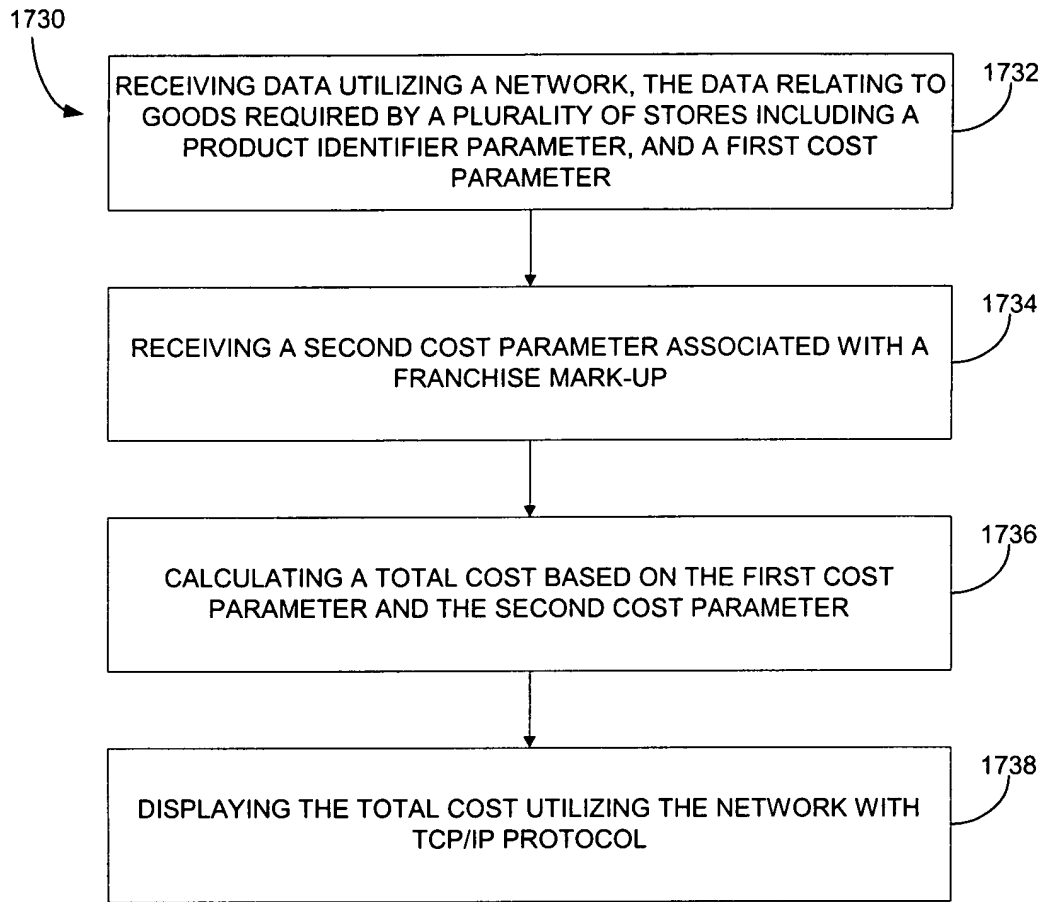 1730
RECEIVING DATA UTILIZING A NETWORK, THE DATA RELATING TO
GOODS REQUIRED BY A PLURALITY OF STORES INCLUDING A
PRODUCT IDENTIFIER PARAMETER, AND A FIRST COST
PARAMETER
1732
RECEIVING A SECOND COST PARAMETER ASSOCIATED WITH A
FRANCHISE MARK-UP
1734
CALCULATING A TOTAL COST BASED ON THE FIRST COST
PARAMETER AND THE SECOND COST PARAMETER
1736
DISPLAYING THE TOTAL COST UTILIZING THE NETWORK WITH
TCP/IP PROTOCOL
1738